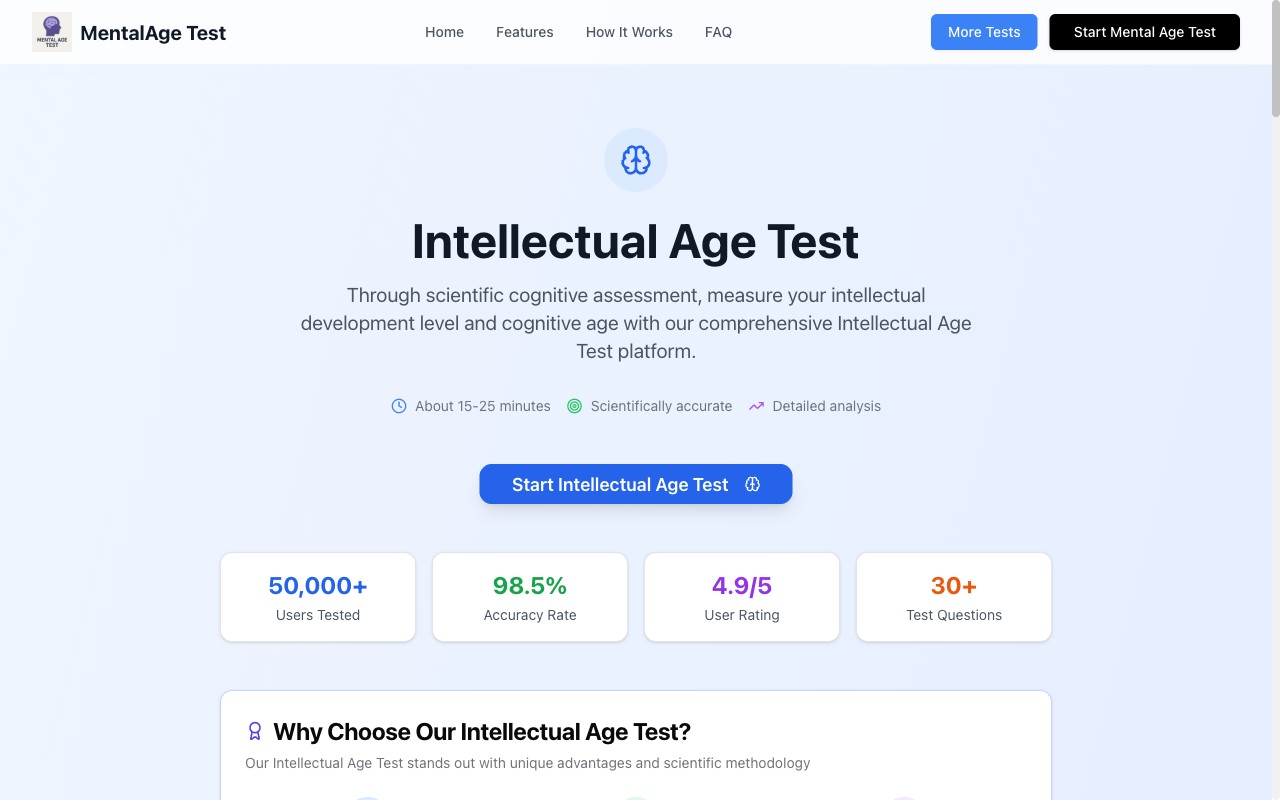 MENTAL AGE
TEST
MentalAge Test
Home
Features
How It Works
FAQ
More Tests
Start Mental Age Test
Intellectual Age Test
Through scientific cognitive assessment, measure your intellectual
development level and cognitive age with our comprehensive Intellectual Age
Test platform.
About 15-25 minutes
Scientifically accurate
Detailed analysis
Start Intellectual Age Test
50,000+
Users Tested
98.5%
Accuracy Rate
4.9/5
User Rating
30+
Test Questions
Why Choose Our Intellectual Age Test?
Our Intellectual Age Test stands out with unique advantages and scientific methodology